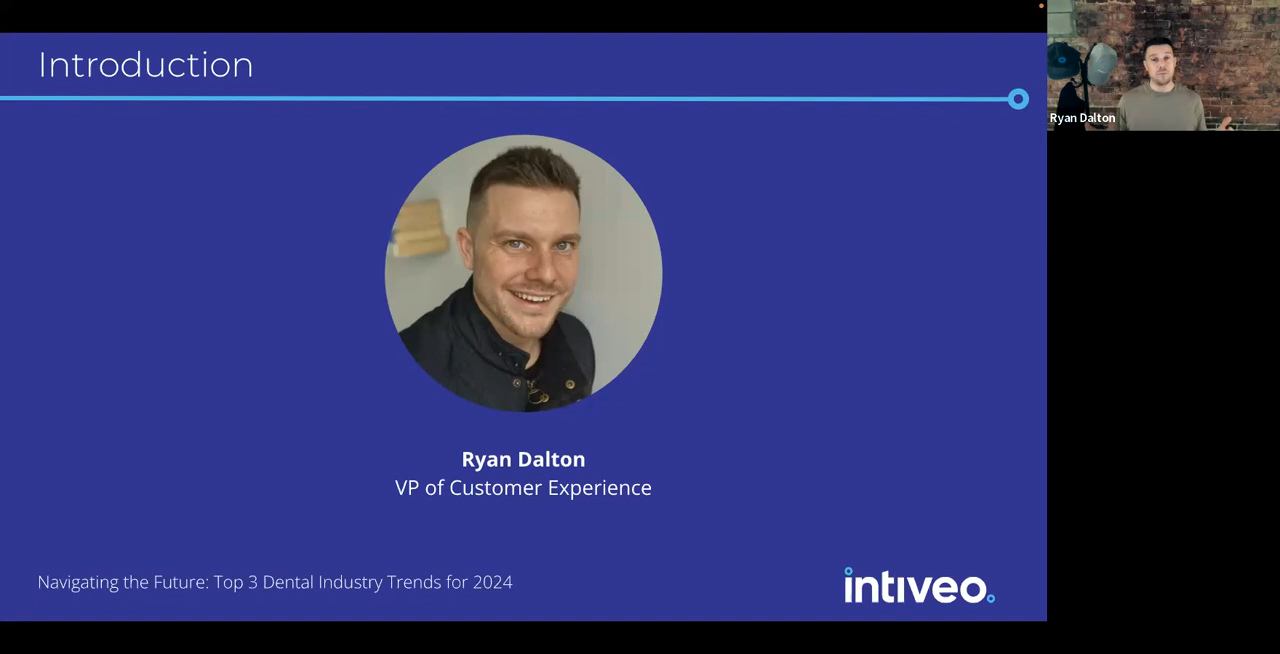 Introduction
Ryan Dalton
Ryan Dalton
VP of Customer Experience
Navigating the Future: Top 3 Dental Industry Trends for 2024
intiveo